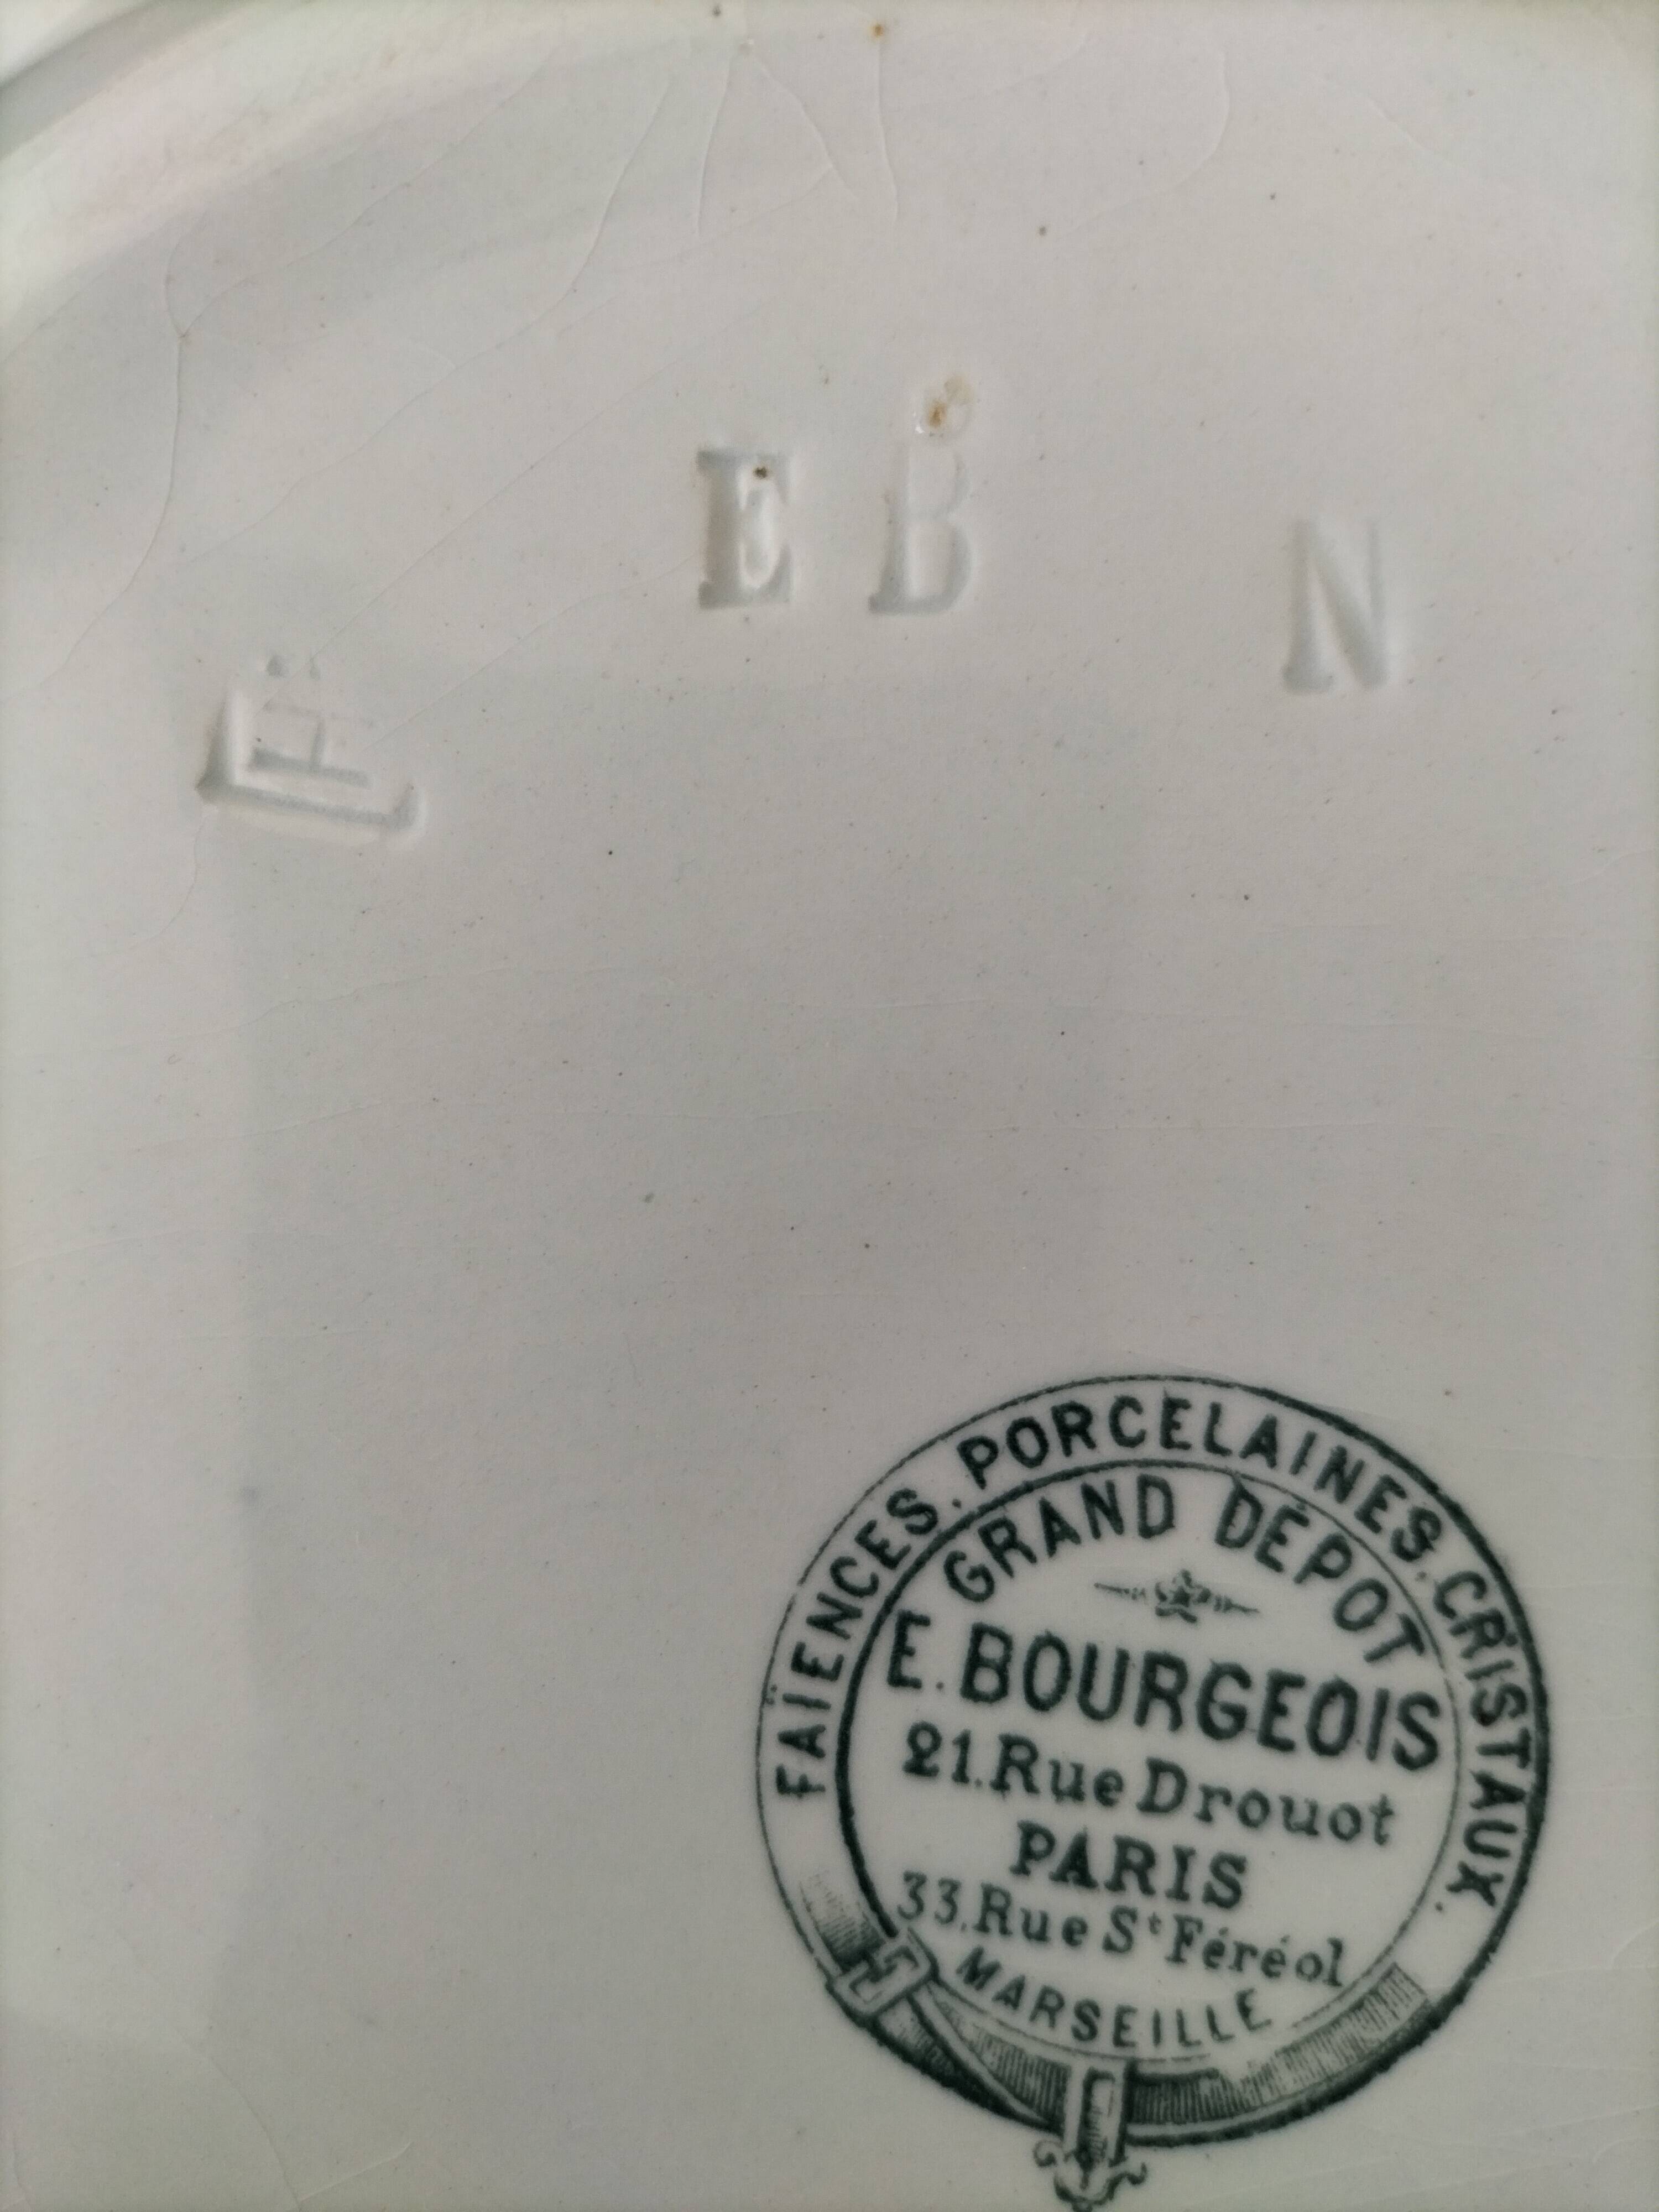 E B N
FAÏENCES. PORCELAINES. CRISTAUX.
GRAND DÉPOT
E. BOURGEOIS
21. Rue Drouot
PARIS
33. Rue St Féréol
MARSEILLE